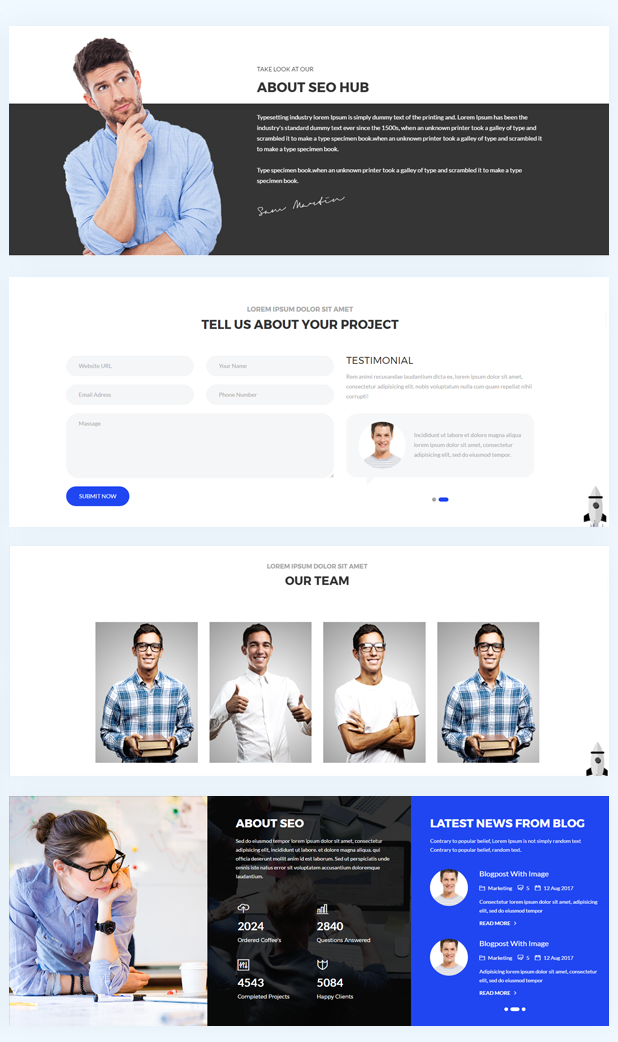 TAKE LOOK AT OUR
ABOUT SEO HUB
Typesetting industry lorem Ipsum is simply dummy text of the printing and. Lorem Ipsum has been the
industry's standard dummy text ever since the 1500s, when an unknown printer took a galley of type and
scrambled it to make a type specimen book.when an unknown printer took a galley of type and scrambled it
to make a type specimen book.
Type specimen book.when an unknown printer took a galley of type and scrambled it to make a type
specimen book.
Sam Martin
LOREM IPSUM DOLOR SIT AMET
TELL US ABOUT YOUR PROJECT
Website URL
Your Name
Email Adress
Phone Number
Message
SUBMIT NOW
TESTIMONIAL
Rem animi recusandae laudantium dicta ex, lorem ipsum dolor sit amet,
consectetur adipisicing elit, nobis voluptatum nulla cum quam repellat nihil
corrupti?
Incididunt ut labore et dolore magna aliqua
lorem ipsum dolor sit amet, consectetur
adipisicing elit, sed do eiusmod tempor.
LOREM IPSUM DOLOR SIT AMET
OUR TEAM
ABOUT SEO
Sed do eiusmod tempor lorem ipsum dolor sit amet, consectetur
adipisicing elit, incididunt ut labore. et dolore magna aliqua. qui
officia deserunt mollit anim id est laborum. Sed ut perspiciatis unde
omnis iste natus error sit voluptatem accusantium doloremque
laudantium.
2024
Ordered Coffee's
2840
Questions Answered
4543
Completed Projects
5084
Happy Clients
LATEST NEWS FROM BLOG
Contrary to popular belief, Lorem Ipsum is not simply random text
Contrary to popular belief, random text.
Blogpost With Image
Marketing 5 12 Aug 2017
Consectetur lorem ipsum dolor sit amet, adipisicing
elit, sed do eiusmod tempor
READ MORE >
Blogpost With Image
Marketing 5 12 Aug 2017
Adipisicing lorem ipsum dolor sit amet, consectetur
elit, sed do eiusmod tempor
READ MORE >